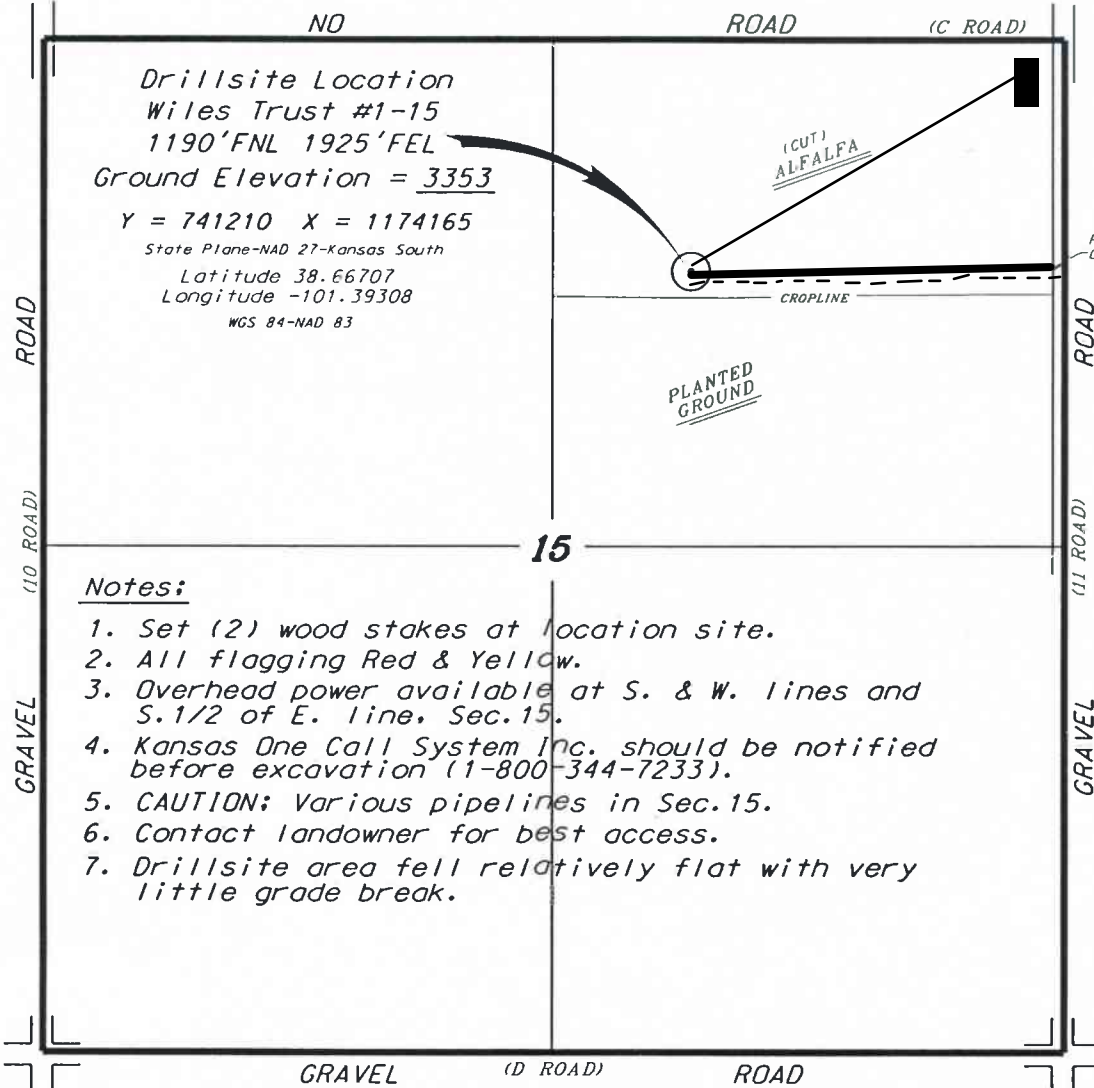 NO ROAD (C ROAD)
Drillsite Location
Wiles Trust #1-15
1190'FNL 1925'FEL
Ground Elevation = 3353
Y = 741210 X = 1174165
State Plane-NAD 27-Kansas South
Latitude 38.66707
Longitude -101.39308
WGS 84-NAD 83
(CUT)
ALFALFA
CROPLINE
PLANTED
GROUND
ROAD
(10 ROAD)
GRAVEL
ROAD
(11 ROAD)
GRAVEL
15
Notes:
1. Set (2) wood stakes at location site.
2. All flagging Red & Yellow.
3. Overhead power available at S. & W. lines and
S.1/2 of E. line, Sec.15.
4. Kansas One Call System Inc. should be notified
before excavation (1-800-344-7233).
5. CAUTION: Various pipelines in Sec.15.
6. Contact landowner for best access.
7. Drillsite area fell relatively flat with very
little grade break.
GRAVEL (D ROAD) ROAD